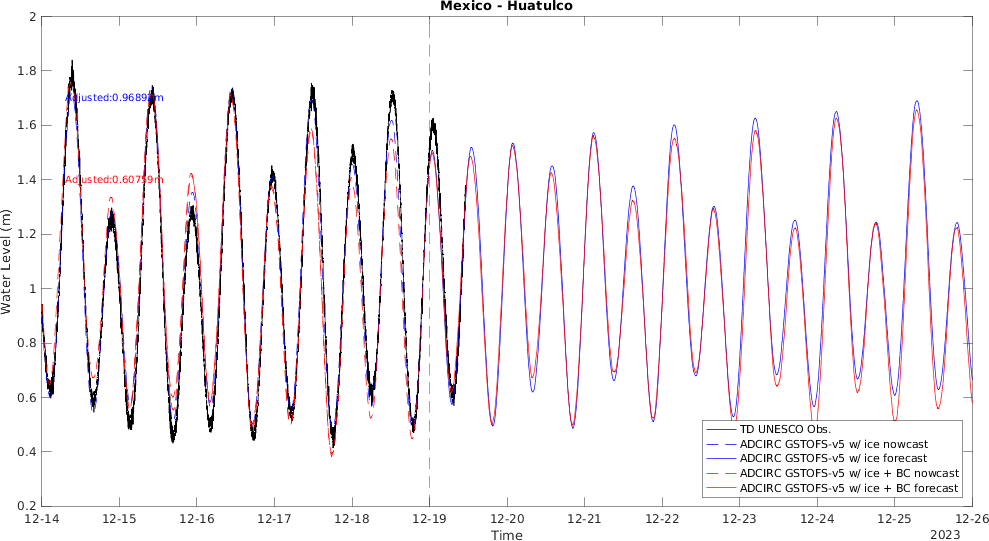 Mexico - Huatulco
2
1.8
1.6
1.4
1.2
1
0.8
0.6
0.4
0.2
Water Level (m)
Adjusted:0.96892m
Adjusted:0.60759m
TD UNESCO Obs.
ADCIRC GSTOFS-v5 w/ ice nowcast
ADCIRC GSTOFS-v5 w/ ice forecast
ADCIRC GSTOFS-v5 w/ ice + BC nowcast
ADCIRC GSTOFS-v5 w/ ice + BC forecast
12-14 12-15 12-16 12-17 12-18 12-19 12-20 12-21 12-22 12-23 12-24 12-25 12-26
Time
2023